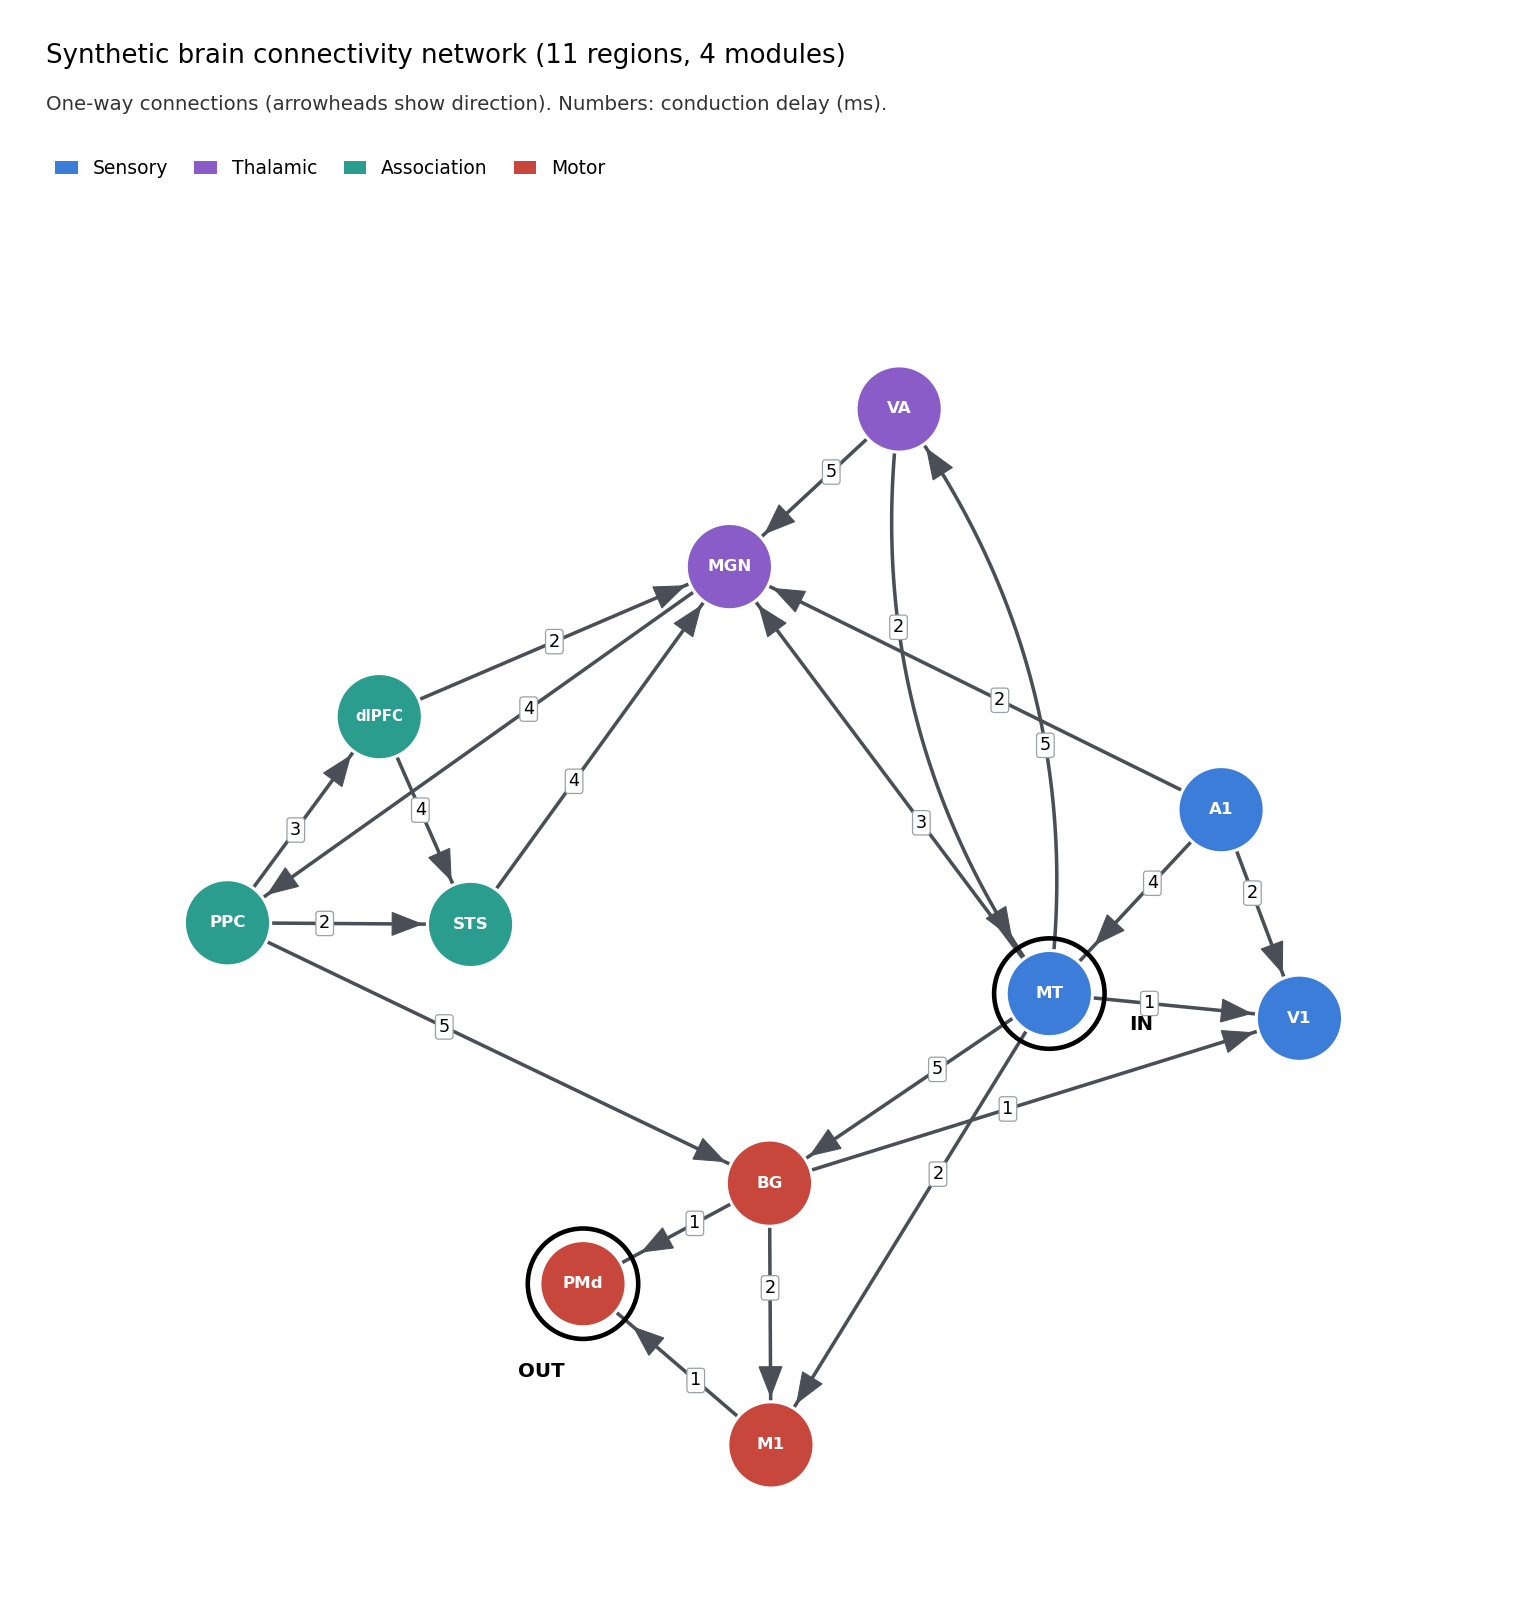 Synthetic brain connectivity network (11 regions, 4 modules)
One-way connections (arrowheads show direction). Numbers: conduction delay (ms).
Sensory Thalamic Association Motor
VA
5
MGN
2
2
dlPFC
2
4
5
4
A1
4
3
3
4
2
PPC
2
STS
MT
1
V1
IN
5
5
1
2
BG
1
PMd
2
OUT
1
M1